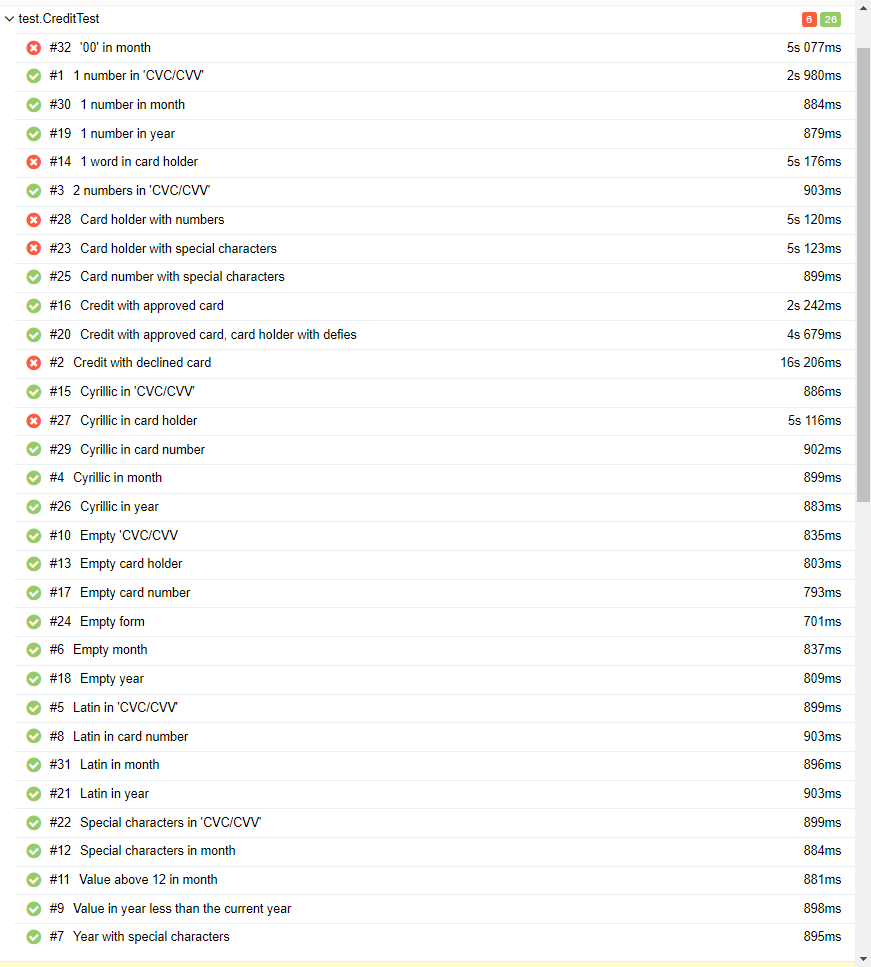 test.CreditTest 6 26
#32 '00' in month 5s 077ms
#1 1 number in 'CVC/CVV' 2s 980ms
#30 1 number in month 884ms
#19 1 number in year 879ms
#14 1 word in card holder 5s 176ms
#3 2 numbers in 'CVC/CVV' 903ms
#28 Card holder with numbers 5s 120ms
#23 Card holder with special characters 5s 123ms
#25 Card number with special characters 899ms
#16 Credit with approved card 2s 242ms
#20 Credit with approved card, card holder with defies 4s 679ms
#2 Credit with declined card 16s 206ms
#15 Cyrillic in 'CVC/CVV' 886ms
#27 Cyrillic in card holder 5s 116ms
#29 Cyrillic in card number 902ms
#4 Cyrillic in month 899ms
#26 Cyrillic in year 883ms
#10 Empty 'CVC/CVV 835ms
#13 Empty card holder 803ms
#17 Empty card number 793ms
#24 Empty form 701ms
#6 Empty month 837ms
#18 Empty year 809ms
#5 Latin in 'CVC/CVV' 899ms
#8 Latin in card number 903ms
#31 Latin in month 896ms
#21 Latin in year 903ms
#22 Special characters in 'CVC/CVV' 899ms
#12 Special characters in month 884ms
#11 Value above 12 in month 881ms
#9 Value in year less than the current year 898ms
#7 Year with special characters 895ms